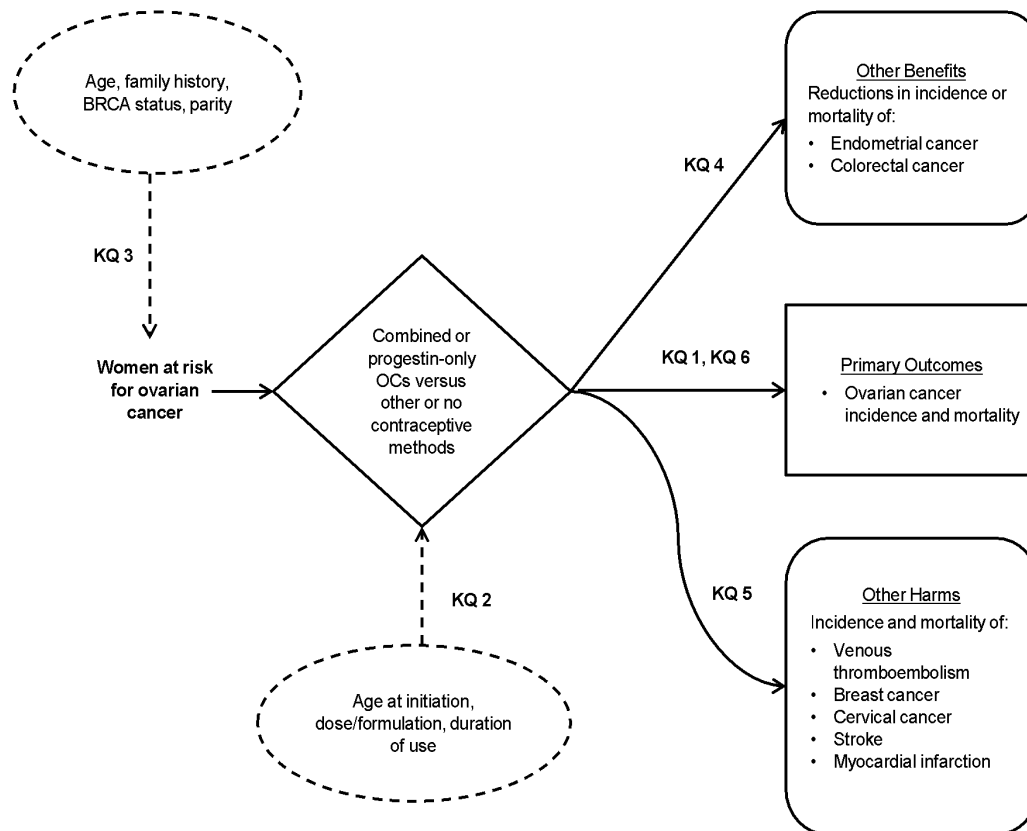 Age, family history,
BRCA status, parity
KQ 3
Women at risk
for ovarian
cancer
Combined or
progestin-only
OCs versus
other or no
contraceptive
methods
KQ 2
Age at initiation,
dose/formulation, duration
of use
KQ 4
Other Benefits
Reductions in incidence or
mortality of:
• Endometrial cancer
• Colorectal cancer
KQ 1, KQ 6
Primary Outcomes
• Ovarian cancer
incidence and mortality
KQ 5
Other Harms
Incidence and mortality of:
• Venous
thromboembolism
• Breast cancer
• Cervical cancer
• Stroke
• Myocardial infarction